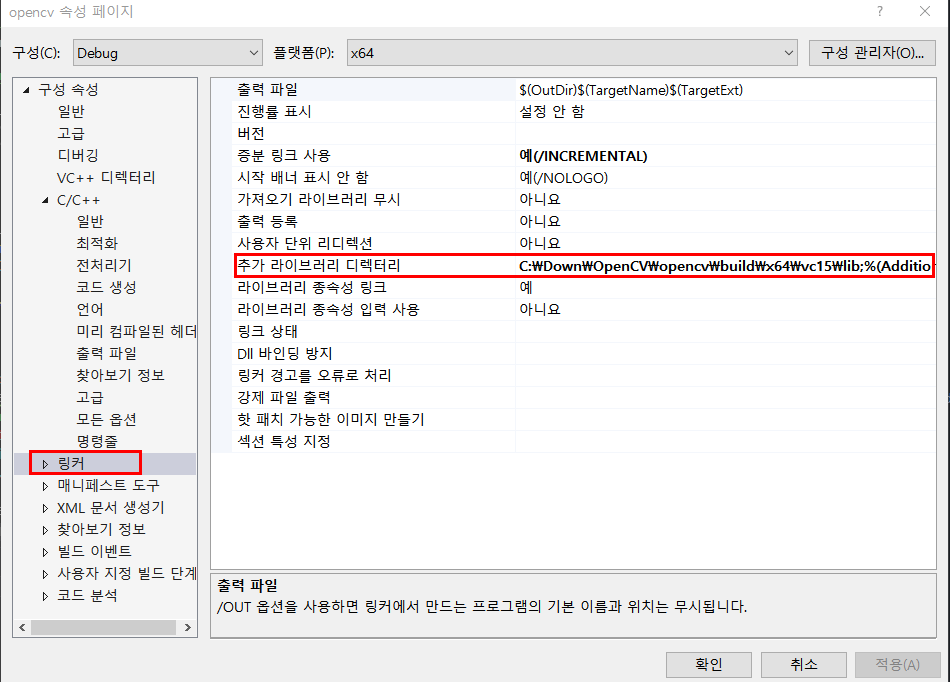 opencv 속성 페이지
구성(C): Debug 플랫폼(P): x64 구성 관리자(O)...
구성 속성
일반
고급
디버깅
VC++ 디렉터리
C/C++
일반
최적화
전처리기
코드 생성
언어
미리 컴파일된 헤더
출력 파일
찾아보기 정보
고급
모든 옵션
명령줄
링커
매니페스트 도구
XML 문서 생성기
찾아보기 정보
빌드 이벤트
사용자 지정 빌드 단계
코드 분석
출력 파일 $(OutDir)$(TargetName)$(TargetExt)
진행률 표시 설정 안 함
버전
증분 링크 사용 예(/INCREMENTAL)
시작 배너 표시 안 함 예(/NOLOGO)
가져오기 라이브러리 무시 아니요
출력 등록 아니요
사용자 단위 리디렉션 아니요
추가 라이브러리 디렉터리 C:₩Down₩OpenCV₩opencv₩build₩x64₩vc15₩lib;%(Additio
라이브러리 종속성 링크 예
라이브러리 종속성 입력 사용 아니요
링크 상태
Dll 바인딩 방지
링커 경고를 오류로 처리
강제 파일 출력
핫 패치 가능한 이미지 만들기
섹션 특성 지정
출력 파일
/OUT 옵션을 사용하면 링커에서 만드는 프로그램의 기본 이름과 위치는 무시됩니다.
확인 취소 적용(A)